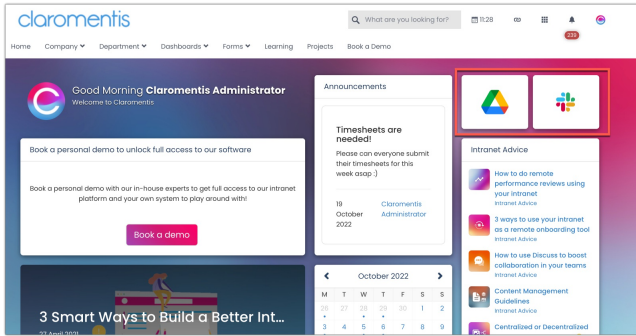 claromentis
What are you looking for?
11:28
239
Home
Company
Department
Dashboards
Forms
Learning
Projects
Book a Demo
Good Morning Claromentis Administrator
Welcome to Claromentis
Book a personal demo to unlock full access to our software
Book a personal demo with our in-house experts to get full access to our intranet
platform and your own system to play around with!
Book a demo
3 Smart Ways to Build a Better Int...
27 April 2021
Announcements
Timesheets are
needed!
Please can everyone submit
their timesheets for this
week asap :)
19
October
2022
Claromentis
Administrator
October 2022
M T W T F S S
26 27 28 29 30 1 2
3 4 5 6 7 8 9
Intranet Advice
How to do remote
performance reviews using
your intranet
Intranet Advice
3 ways to use your intranet
as a remote onboarding tool
Intranet Advice
How to use Discuss to boost
collaboration in your teams
Intranet Advice
Content Management
Guidelines
Intranet Advice
Centralized or Decentralized